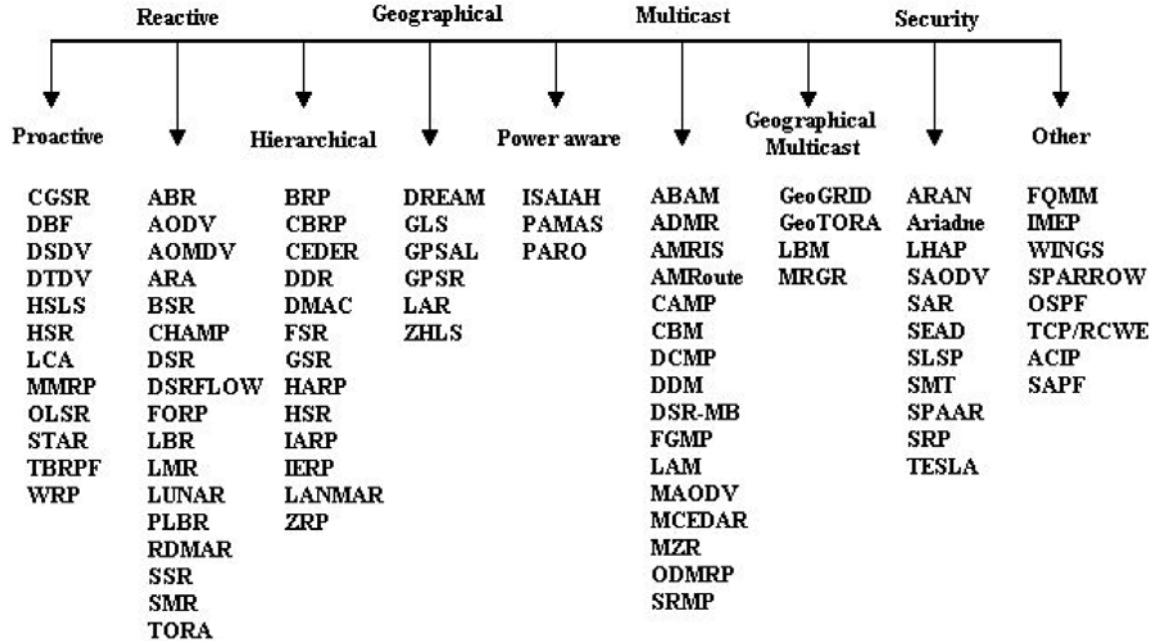 Reactive
Geographical
Multicast
Security
Proactive
Hierarchical
Power aware
Geographical
Multicast
Other
CGSR
DBF
DSDV
DTDV
HSLS
HSR
LCA
MMRP
OLSR
STAR
TBRPF
WRP
ABR
AODV
AOMDV
ARA
BSR
CHAMP
DSR
DSRFLOW
FORP
LBR
LMR
LUNAR
PLBR
RDMAR
SSR
SMR
TORA
BRP
CBRP
CEDER
DDR
DMAC
FSR
GSR
HARP
HSR
IARP
IERP
LANMAR
ZRP
DREAM
GLS
GPSAL
GPSR
LAR
ZHLS
ISAIAH
PAMAS
PARO
ABAM
ADMR
AMRIS
AMRoute
CAMP
CBM
DCMP
DDM
DSR-MB
FGMP
LAM
MAODV
MCEDAR
MZR
ODMRP
SRMP
GeoGRID
GeoTORA
LBM
MRGR
ARAN
Ariadne
LHAP
SAODV
SAR
SEAD
SLSP
SMT
SPAAR
SRP
TESLA
FQMM
IMEP
WINGS
SPARROW
OSPF
TCP/RCWE
ACIP
SAPF